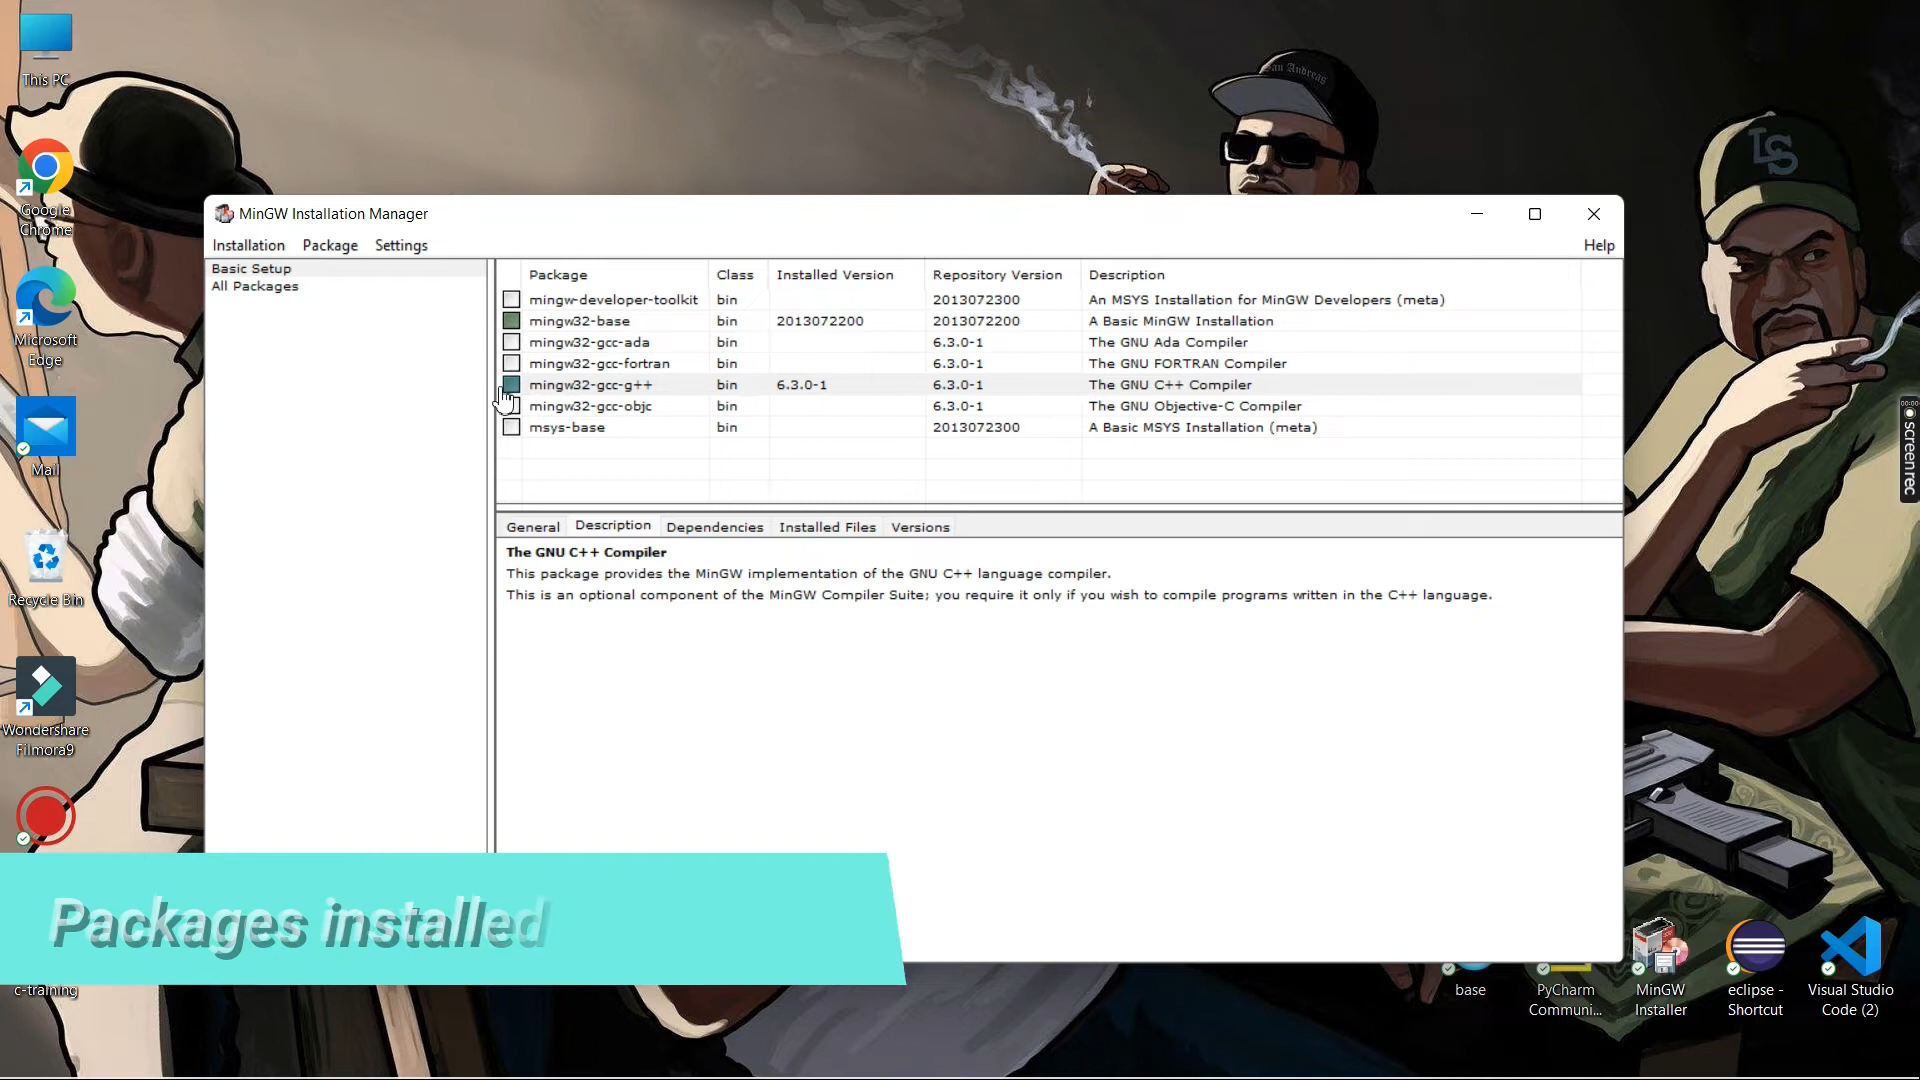 This PC
Google
Chrome
Microsoft
Edge
Mail
Recycle Bin
Wondershare
Filmora9
c-training
San Andreas
LS
MinGW Installation Manager
Installation Package Settings Help
Basic Setup
All Packages
Package Class Installed Version Repository Version Description
mingw-developer-toolkit bin 2013072300 An MSYS Installation for MinGW Developers (meta)
mingw32-base bin 2013072200 2013072200 A Basic MinGW Installation
mingw32-gcc-ada bin 6.3.0-1 The GNU Ada Compiler
mingw32-gcc-fortran bin 6.3.0-1 The GNU FORTRAN Compiler
mingw32-gcc-g++ bin 6.3.0-1 6.3.0-1 The GNU C++ Compiler
mingw32-gcc-objc bin 6.3.0-1 The GNU Objective-C Compiler
msys-base bin 2013072300 A Basic MSYS Installation (meta)
General Description Dependencies Installed Files Versions
The GNU C++ Compiler
This package provides the MinGW implementation of the GNU C++ language compiler.
This is an optional component of the MinGW Compiler Suite; you require it only if you wish to compile programs written in the C++ language.
00:00
screenrec
Packages installed
base
PyCharm
Communi...
MinGW
Installer
eclipse -
Shortcut
Visual Studio
Code (2)